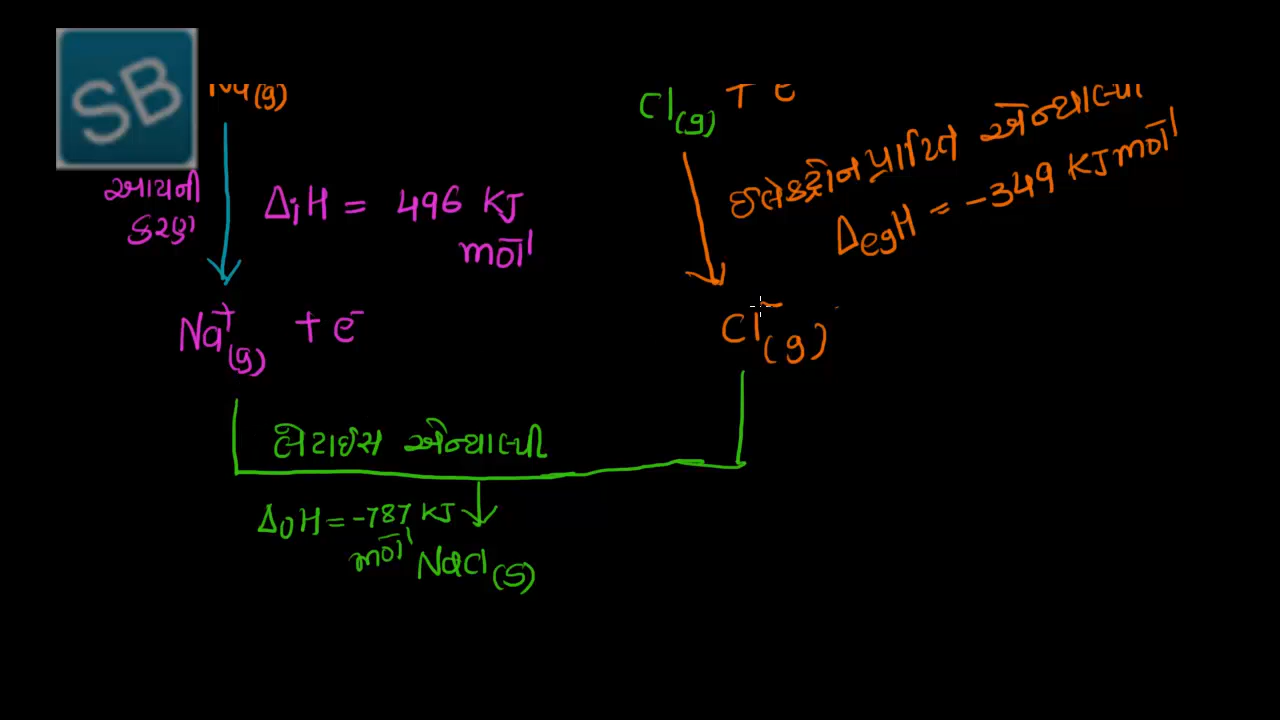 SB
Na(g)
Cl(g) + e
ઇલેક્ટ્રોન પ્રાપ્તિ એન્થાલ્પી
ΔegH = -349 KJ mol⁻¹
આયની
કરણ
ΔiH = 496 KJ
mol⁻¹
Na⁺(g) + e⁻
Cl⁻(g)
લેટાઇસ એન્થાલ્પી
Δ0H = -787 KJ
mol⁻¹
NaCl(s)